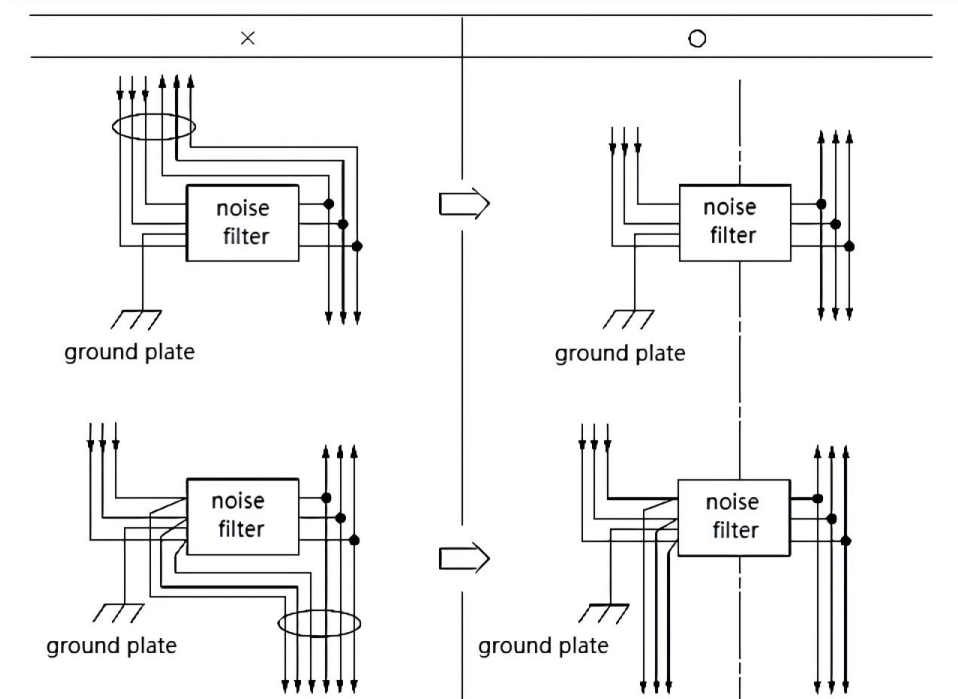 × ○
noise
filter
noise
filter
ground plate
ground plate
noise
filter
noise
filter
ground plate
ground plate